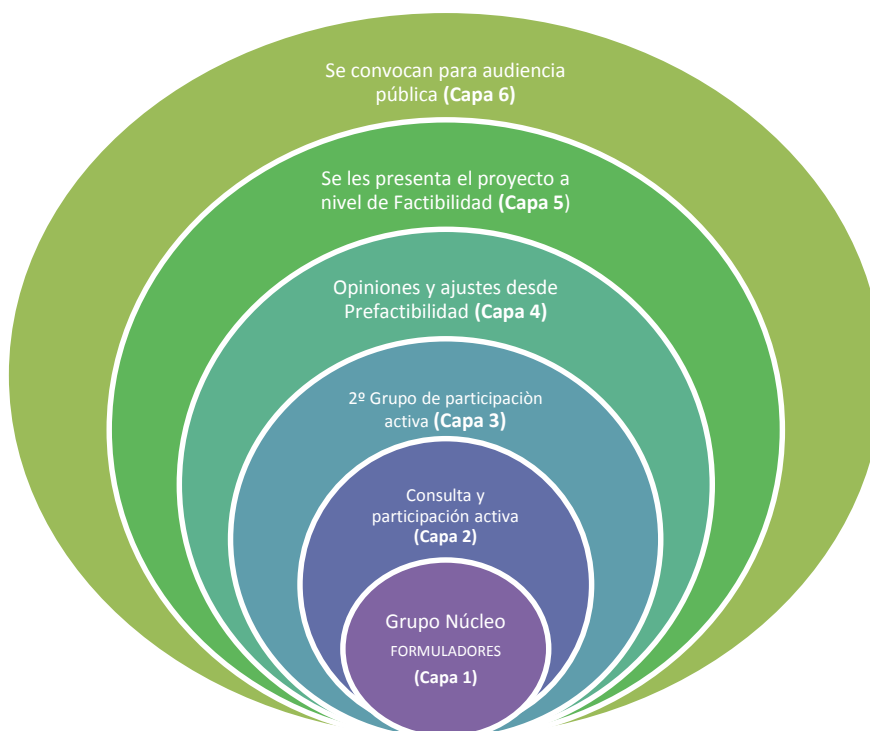 Se convocan para audiencia
pública (Capa 6)
Se les presenta el proyecto a
nivel de Factibilidad (Capa 5)
Opiniones y ajustes desde
Prefactibilidad (Capa 4)
2º Grupo de participaciòn
activa (Capa 3)
Consulta y
participación activa
(Capa 2)
Grupo Núcleo
FORMULADORES
(Capa 1)